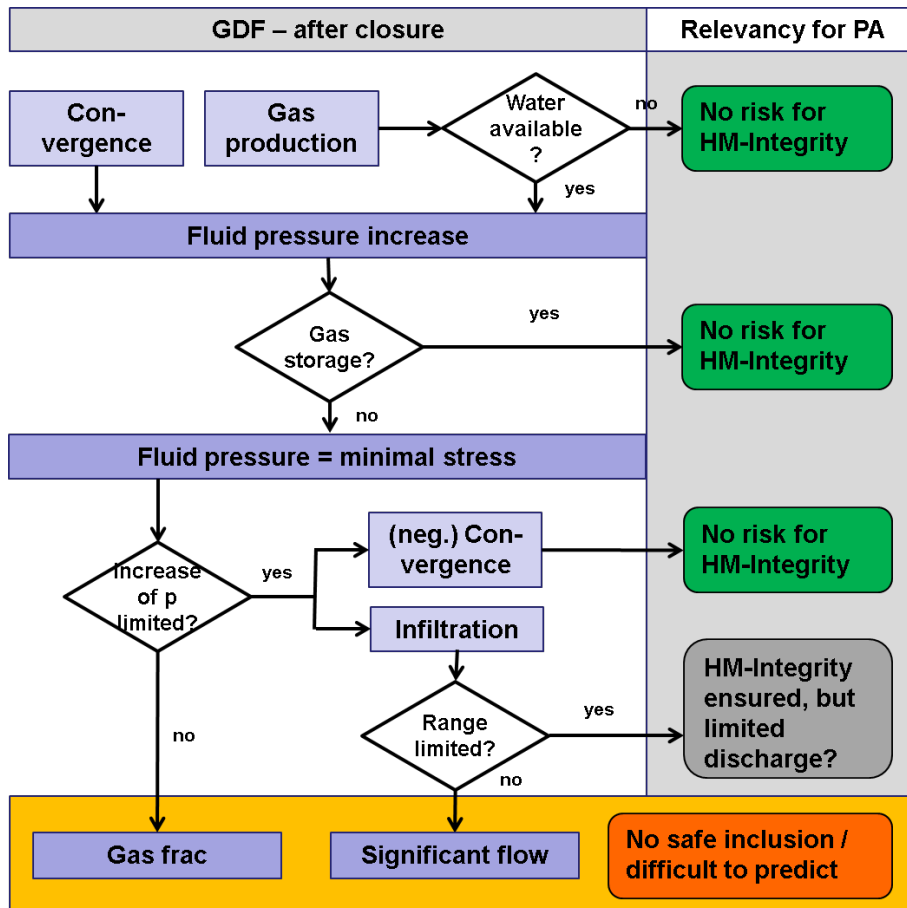 GDF – after closure
Relevancy for PA
Con-
vergence
Gas
production
Water
available
?
no
No risk for
HM-Integrity
yes
Fluid pressure increase
Gas
storage?
yes
No risk for
HM-Integrity
no
Fluid pressure = minimal stress
Increase
of p
limited?
yes
(neg.) Con-
vergence
No risk for
HM-Integrity
Infiltration
Range
limited?
yes
HM-Integrity
ensured, but
limited
discharge?
no
no
Gas frac
Significant flow
No safe inclusion /
difficult to predict